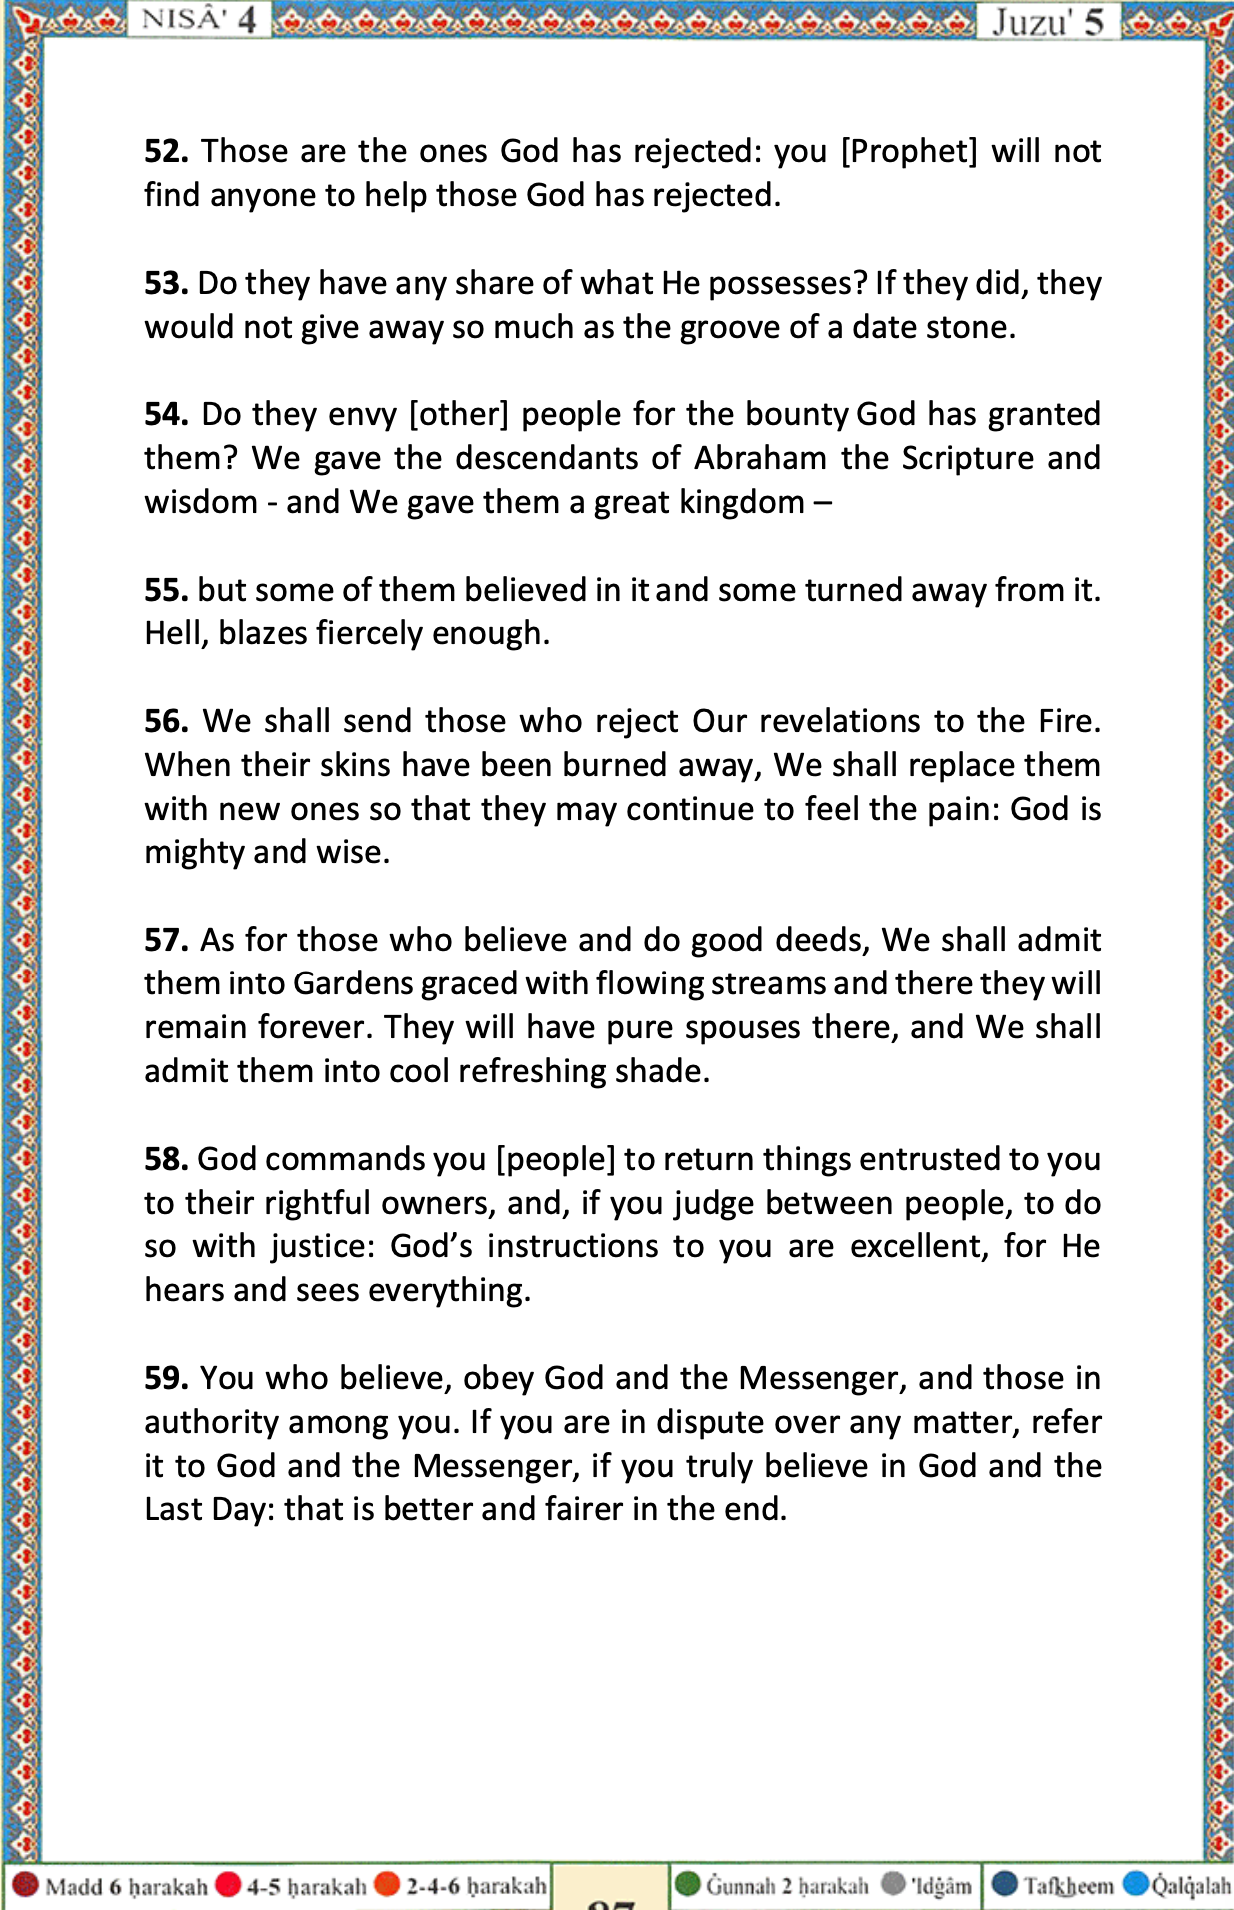 NISÂ' 4
Juzu' 5
52. Those are the ones God has rejected: you [Prophet] will not
find anyone to help those God has rejected.
53. Do they have any share of what He possesses? If they did, they
would not give away so much as the groove of a date stone.
54. Do they envy [other] people for the bounty God has granted
them? We gave the descendants of Abraham the Scripture and
wisdom - and We gave them a great kingdom –
55. but some of them believed in it and some turned away from it.
Hell, blazes fiercely enough.
56. We shall send those who reject Our revelations to the Fire.
When their skins have been burned away, We shall replace them
with new ones so that they may continue to feel the pain: God is
mighty and wise.
57. As for those who believe and do good deeds, We shall admit
them into Gardens graced with flowing streams and there they will
remain forever. They will have pure spouses there, and We shall
admit them into cool refreshing shade.
58. God commands you [people] to return things entrusted to you
to their rightful owners, and, if you judge between people, to do
so with justice: God’s instructions to you are excellent, for He
hears and sees everything.
59. You who believe, obey God and the Messenger, and those in
authority among you. If you are in dispute over any matter, refer
it to God and the Messenger, if you truly believe in God and the
Last Day: that is better and fairer in the end.
Madd 6 ḥarakah 4-5 ḥarakah 2-4-6 ḥarakah
87
Ġunnah 2 ḥarakah 'Idġâm Tafkheem Q̇alq̇alah